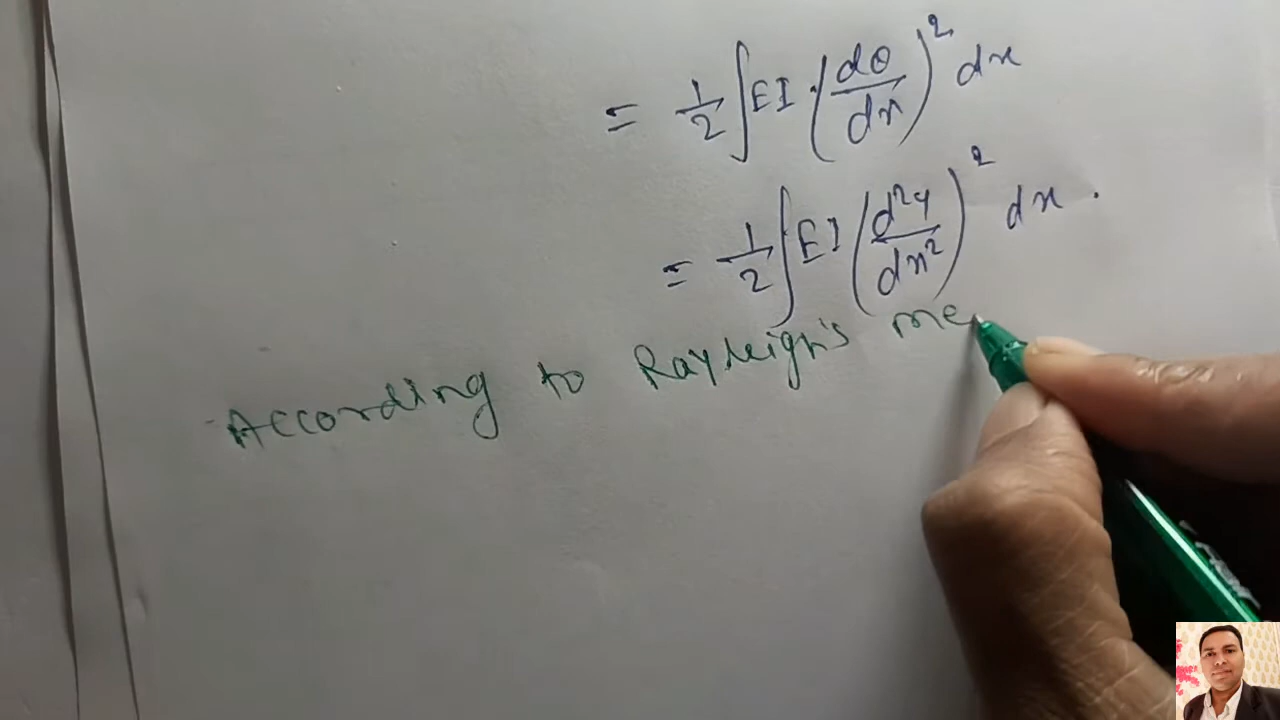 = 1/2 ∫ EI · (dθ/dx)² dx
= 1/2 ∫ EI (d²y/dx²)² dx .
According to Rayleigh's me